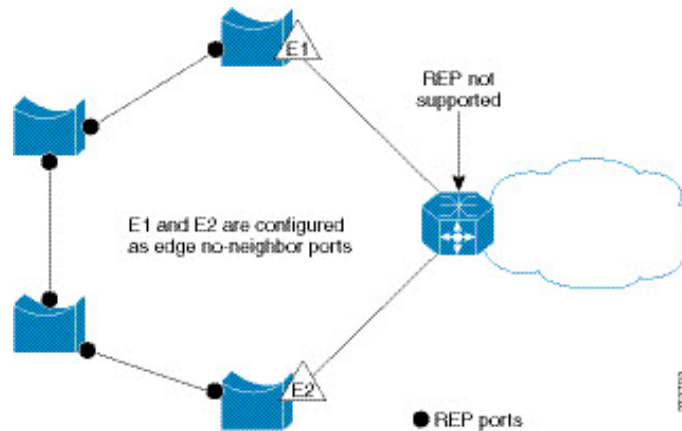 E1
REP not
supported
E1 and E2 are configured
as edge no-neighbor ports
E2
REP ports